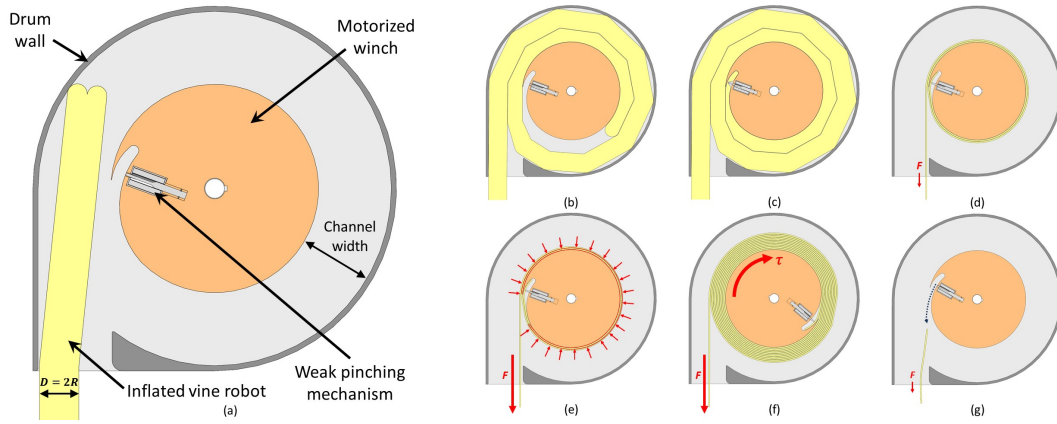 Drum
wall
Motorized
winch
Channel
width
D = 2R
Inflated vine robot
Weak pinching
mechanism
(a)
(b)
(c)
F
(d)
F
(e)
τ
F
(f)
F
(g)